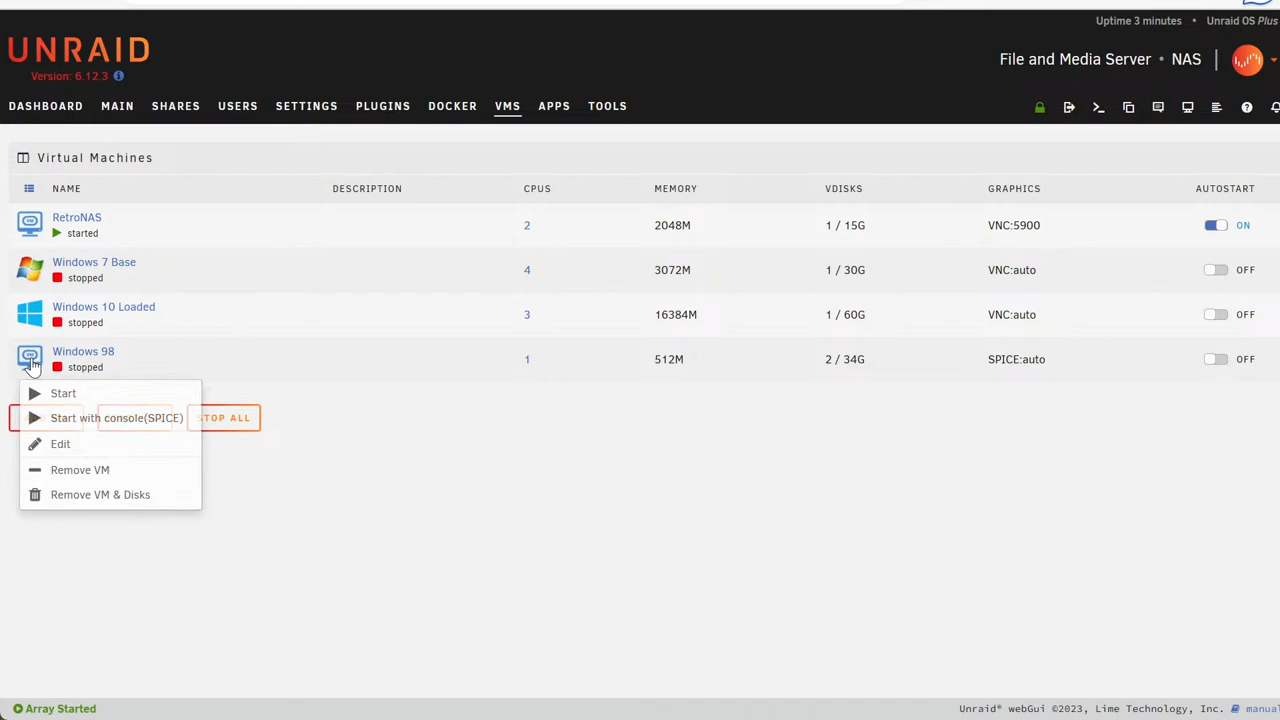 Uptime 3 minutes • Unraid OS Plus
UNRAID
Version: 6.12.3
File and Media Server • NAS
DASHBOARD MAIN SHARES USERS SETTINGS PLUGINS DOCKER VMS APPS TOOLS
Virtual Machines
NAME DESCRIPTION CPUS MEMORY VDISKS GRAPHICS AUTOSTART
RetroNAS
started
2 2048M 1 / 15G VNC:5900 ON
Windows 7 Base
stopped
4 3072M 1 / 30G VNC:auto OFF
Windows 10 Loaded
stopped
3 16384M 1 / 60G VNC:auto OFF
Windows 98
stopped
1 512M 2 / 34G SPICE:auto OFF
Start
Start with console(SPICE)
STOP ALL
Edit
Remove VM
Remove VM & Disks
Array Started
Unraid® webGui ©2023, Lime Technology, Inc. manual